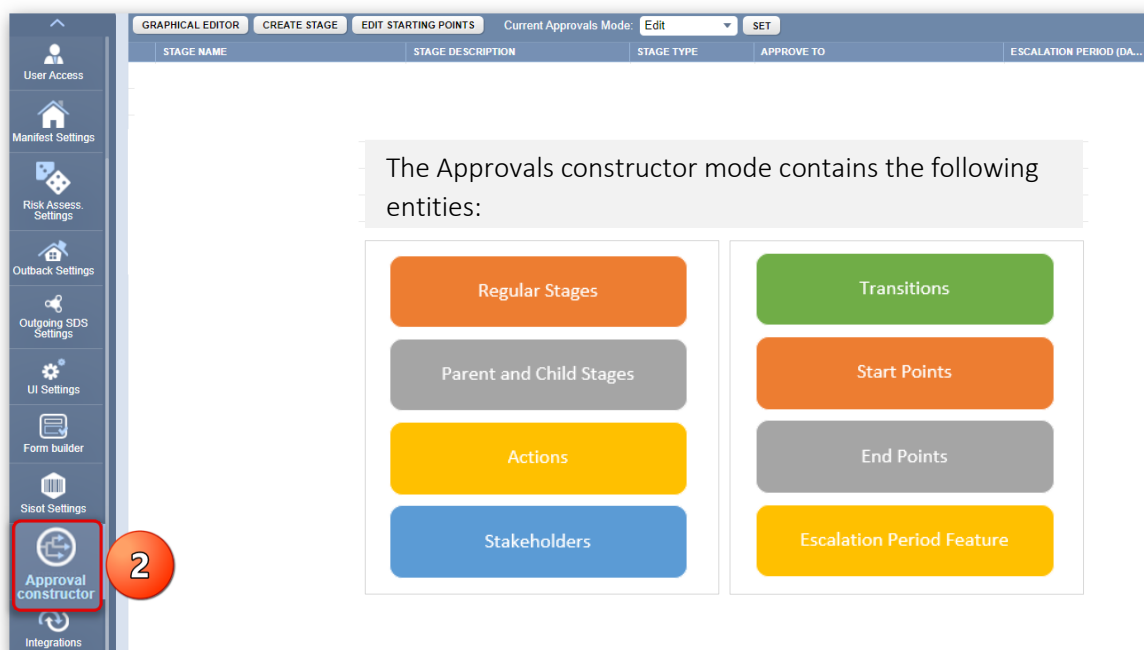 GRAPHICAL EDITOR CREATE STAGE EDIT STARTING POINTS Current Approvals Mode: Edit SET
STAGE NAME STAGE DESCRIPTION STAGE TYPE APPROVE TO ESCALATION PERIOD (DA...
User Access
Manifest Settings
Risk Assess.
Settings
Outback Settings
Outgoing SDS
Settings
UI Settings
Form builder
Sisot Settings
Approval
constructor
2
Integrations
The Approvals constructor mode contains the following
entities:
Regular Stages
Parent and Child Stages
Actions
Stakeholders
Transitions
Start Points
End Points
Escalation Period Feature